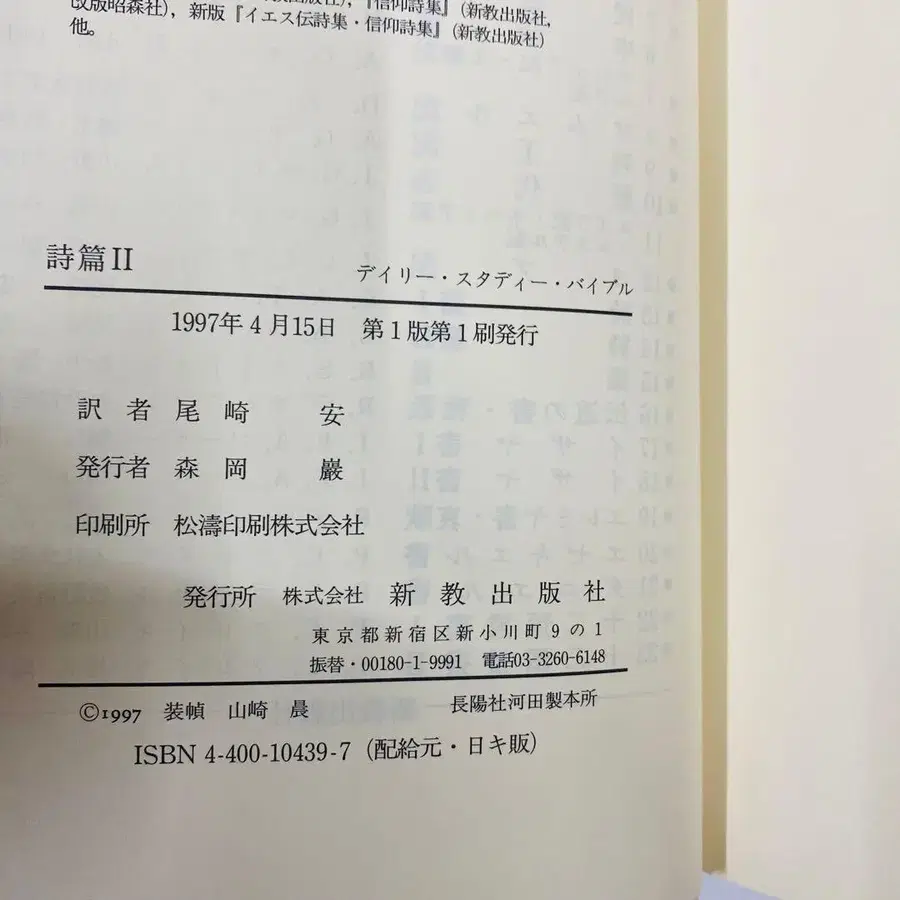 改版昭森社), 新版『イエス伝詩集・信仰詩集』(新教出版社)
他。
詩篇II
デイリー・スタディー・バイブル
1997年4月15日 第1版第1刷発行
訳者 尾崎 安
発行者 森岡 巖
印刷所 松濤印刷株式会社
発行所 株式会社 新教出版社
東京都新宿区新小川町9の1
振替・00180-1-9991 電話03-3260-6148
©1997 装幀 山崎 晨 長陽社河田製本所
ISBN 4-400-10439-7 (配給元・日キ販)